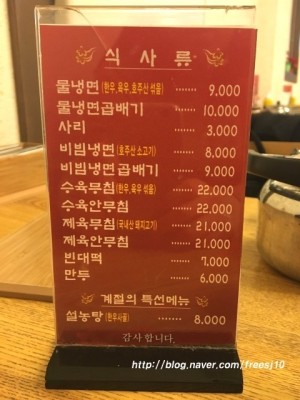 식 사 류
물냉면 (한우, 육우, 호주산 섞음) ······· 9,000
물냉면곱배기 ······· 10,000
사리 ······· 3,000
비빔냉면 (호주산 소고기) ······· 8,000
비빔냉면곱배기 ······· 9,000
수육무침 (한우, 육우 섞음) ······· 22,000
수육안무침 ······· 22,000
제육무침 (국내산 돼지고기) ······· 21,000
제육안무침 ······· 21,000
빈대떡 ······· 7,000
만두 ······· 6,000
계절의 특선메뉴
설농탕 (한우사골) ······· 8,000
감사합니다.
http://blog.naver.com/freesj10